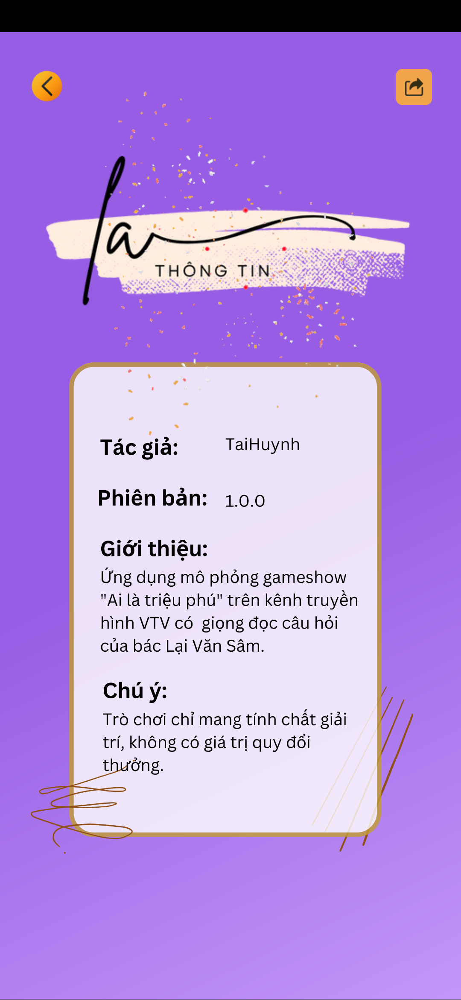 la
THÔNG TIN
Tác giả: TaiHuynh
Phiên bản: 1.0.0
Giới thiệu:
Ứng dụng mô phỏng gameshow
"Ai là triệu phú" trên kênh truyền
hình VTV có  giọng đọc câu hỏi
của bác Lại Văn Sâm.
Chú ý:
Trò chơi chỉ mang tính chất giải
trí, không có giá trị quy đổi
thưởng.